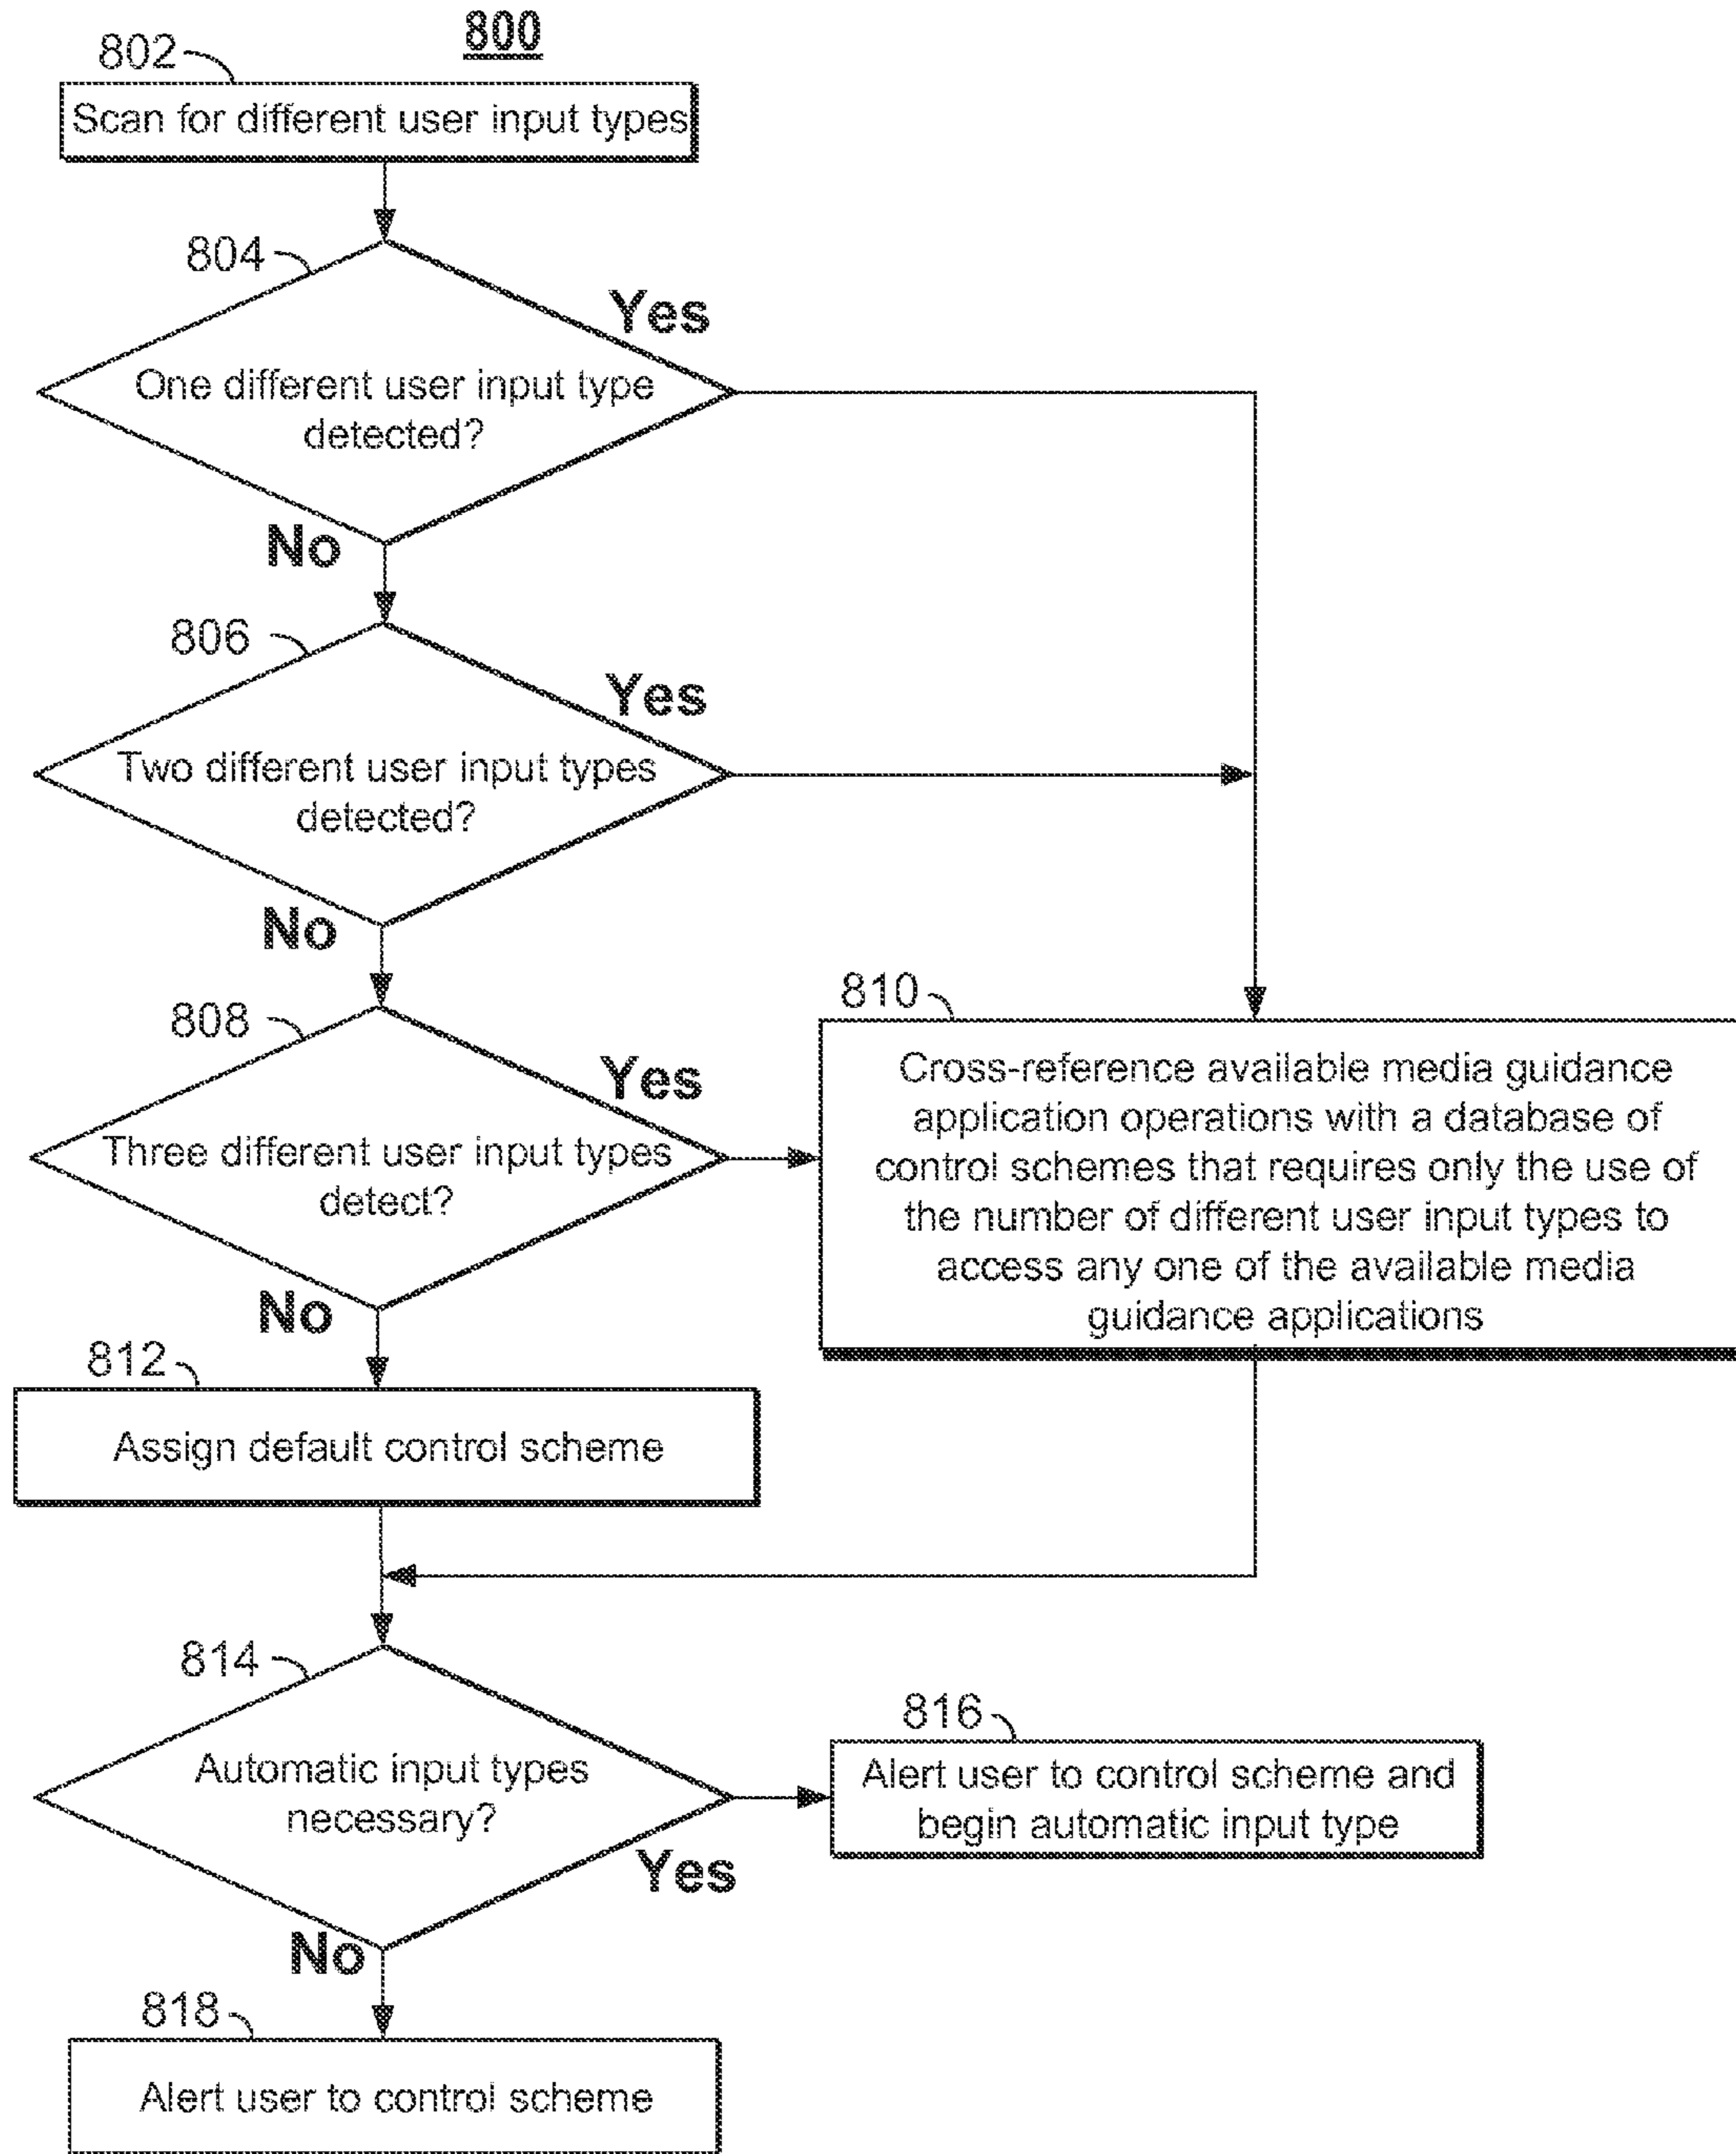 800
802
Scan for different user input types
804
Yes
One different user input type
detected?
No
806
Yes
Two different user input types
detected?
No
808
Yes
Three different user input types
detect?
No
810
Cross-reference available media guidance
application operations with a database of
control schemes that requires only the use of
the number of different user input types to
access any one of the available media
guidance applications
812
Assign default control scheme
814
Automatic input types
necessary?
Yes
No
816
Alert user to control scheme and
begin automatic input type
818
Alert user to control scheme